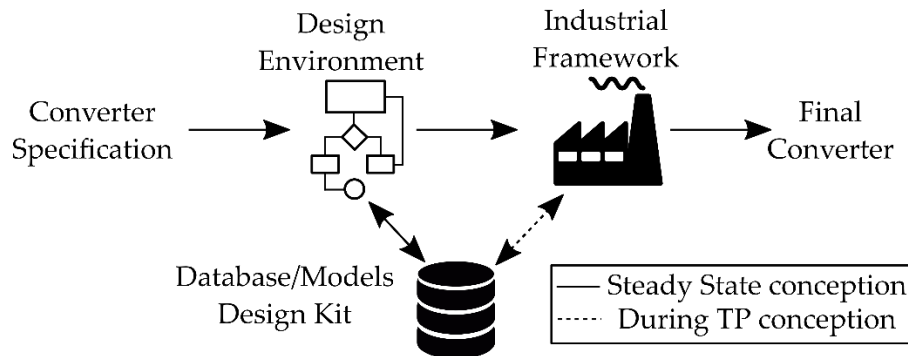 Design
Environment
Industrial
Framework
Converter
Specification
Final
Converter
Database/Models
Design Kit
Steady State conception
During TP conception